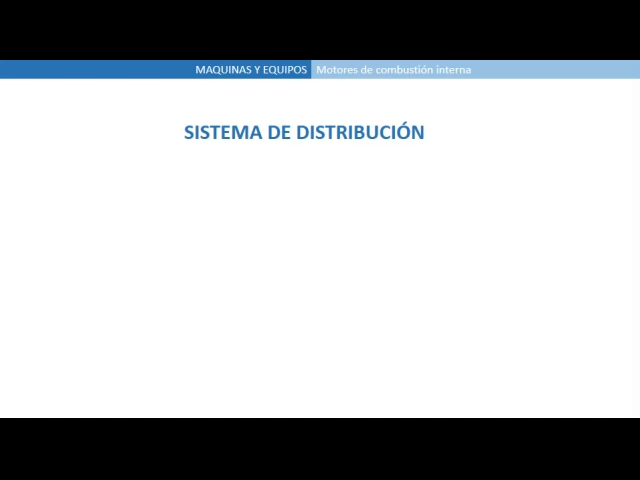 MAQUINAS Y EQUIPOS Motores de combustión interna
SISTEMA DE DISTRIBUCIÓN